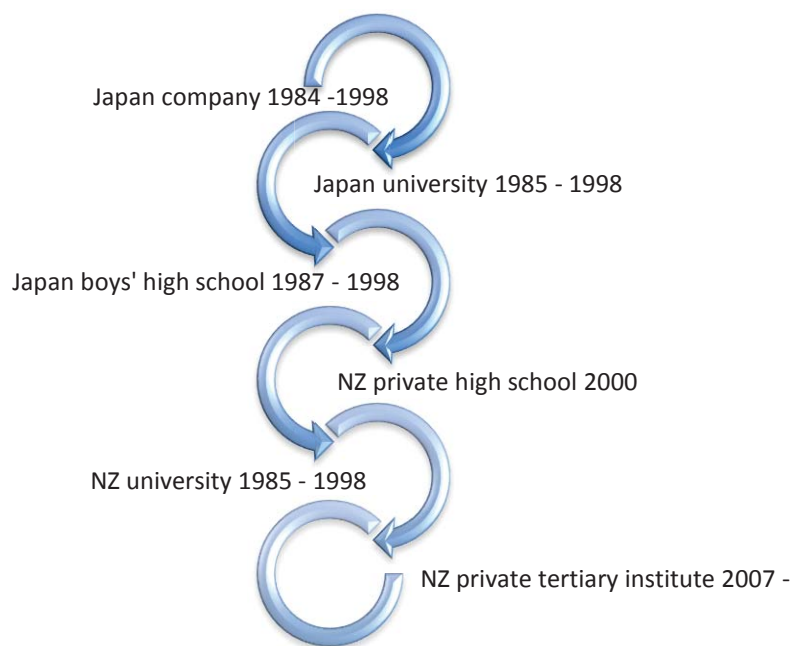 Japan company 1984 -1998
Japan university 1985 - 1998
Japan boys' high school 1987 - 1998
NZ private high school 2000
NZ university 1985 - 1998
NZ private tertiary institute 2007 -